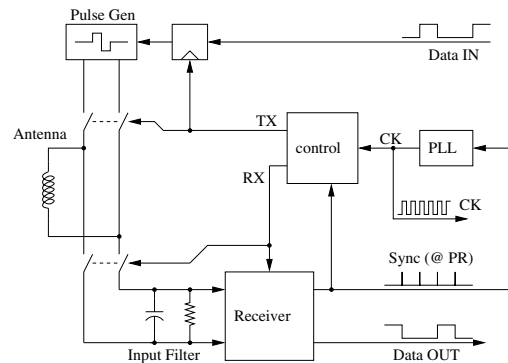 Pulse Gen
Data IN
TX
Antenna
control
CK
PLL
RX
CK
Sync (@ PR)
Receiver
Input Filter
Data OUT